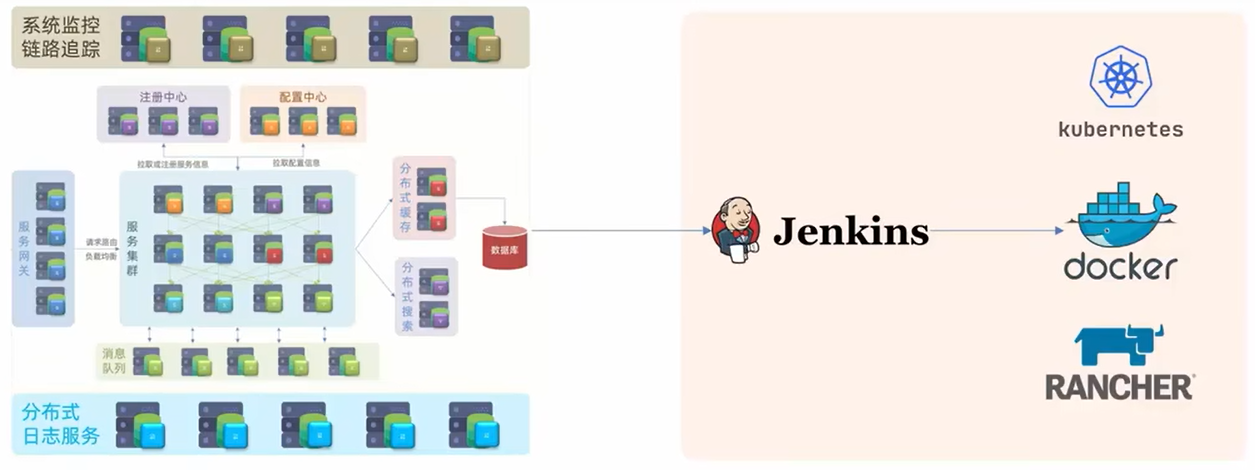 系统监控
链路追踪
注册中心
配置中心
拉取或注册服务信息
拉取配置信息
服务网关
请求路由
负载均衡
服务集群
分布式缓存
分布式搜索
数据库
消息
队列
分布式
日志服务
Jenkins
kubernetes
docker
RANCHER